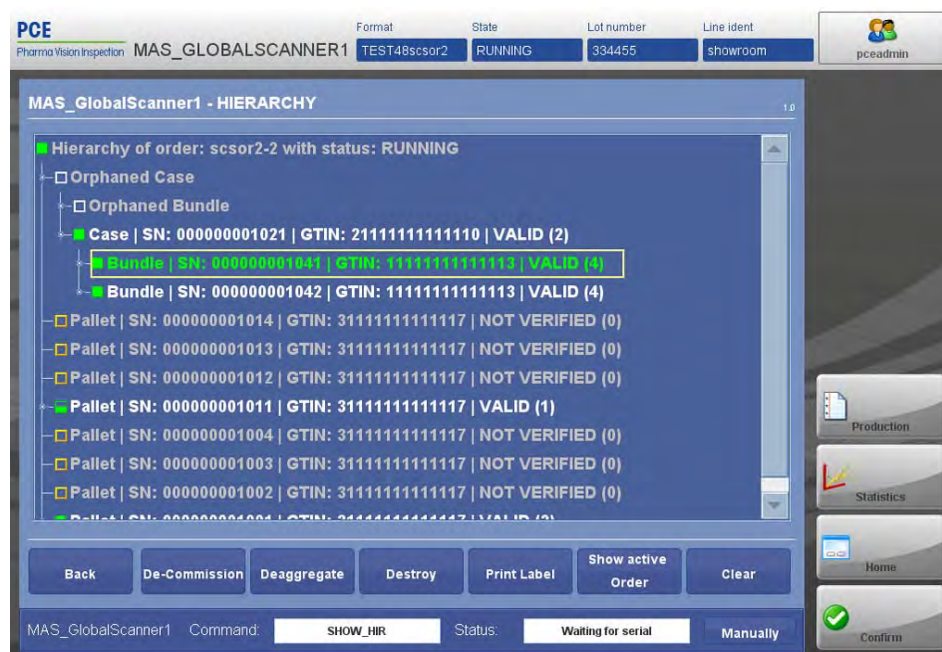 PCE
Pharma Vision Inspection
MAS_GLOBALSCANNER1
Format
TEST48scsor2
State
RUNNING
Lot number
334455
Line ident
showroom
pceadmin
MAS_GlobalScanner1 - HIERARCHY
1.0
Hierarchy of order: scsor2-2 with status: RUNNING
Orphaned Case
Orphaned Bundle
Case | SN: 000000001021 | GTIN: 21111111111110 | VALID (2)
Bundle | SN: 000000001041 | GTIN: 11111111111113 | VALID (4)
Bundle | SN: 000000001042 | GTIN: 11111111111113 | VALID (4)
Pallet | SN: 000000001014 | GTIN: 31111111111117 | NOT VERIFIED (0)
Pallet | SN: 000000001013 | GTIN: 31111111111117 | NOT VERIFIED (0)
Pallet | SN: 000000001012 | GTIN: 31111111111117 | NOT VERIFIED (0)
Pallet | SN: 000000001011 | GTIN: 31111111111117 | VALID (1)
Pallet | SN: 000000001004 | GTIN: 31111111111117 | NOT VERIFIED (0)
Pallet | SN: 000000001003 | GTIN: 31111111111117 | NOT VERIFIED (0)
Pallet | SN: 000000001002 | GTIN: 31111111111117 | NOT VERIFIED (0)
Production
Statistics
Home
Confirm
Back
De-Commission
Deaggregate
Destroy
Print Label
Show active
Order
Clear
MAS_GlobalScanner1
Command:
SHOW_HIR
Status:
Waiting for serial
Manually